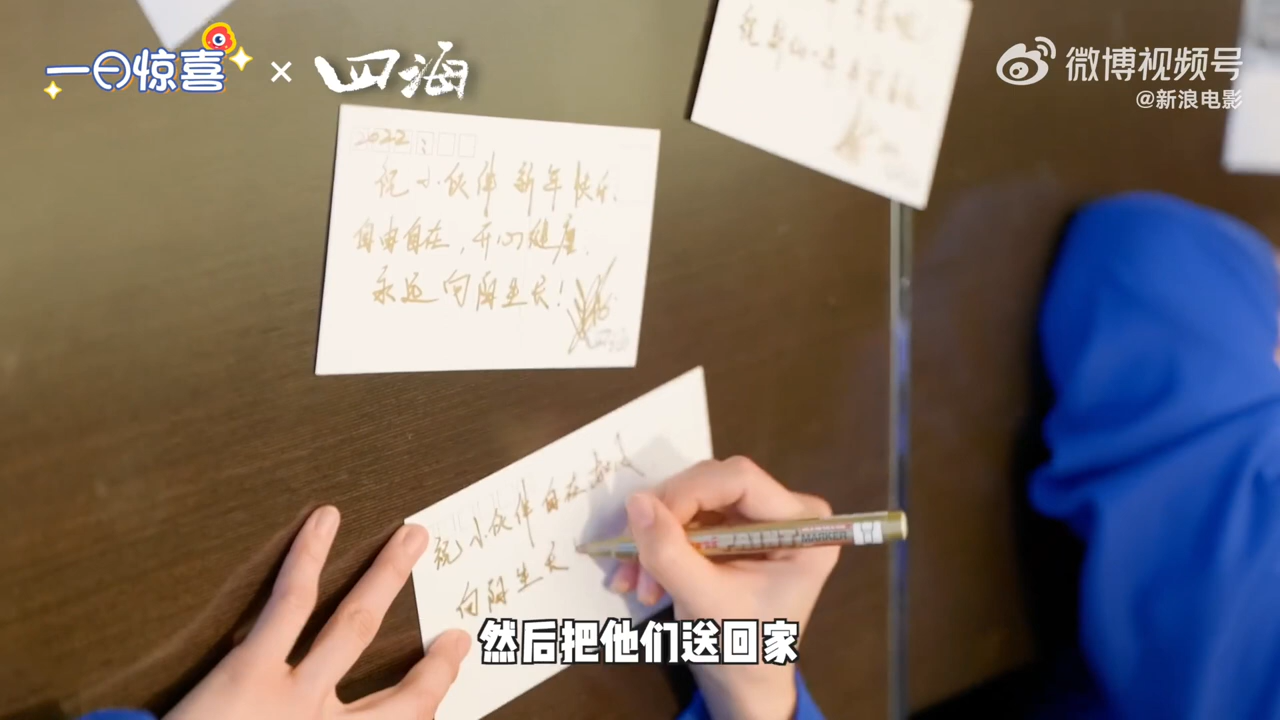 一日惊喜 × 四海
微博视频号
@新浪电影
2022
祝小伙伴新年快乐!
自由自在,开心健康.
永远向阳生长!
祝小伙伴自在如风
向阳生长
MARKER
然后把他们送回家